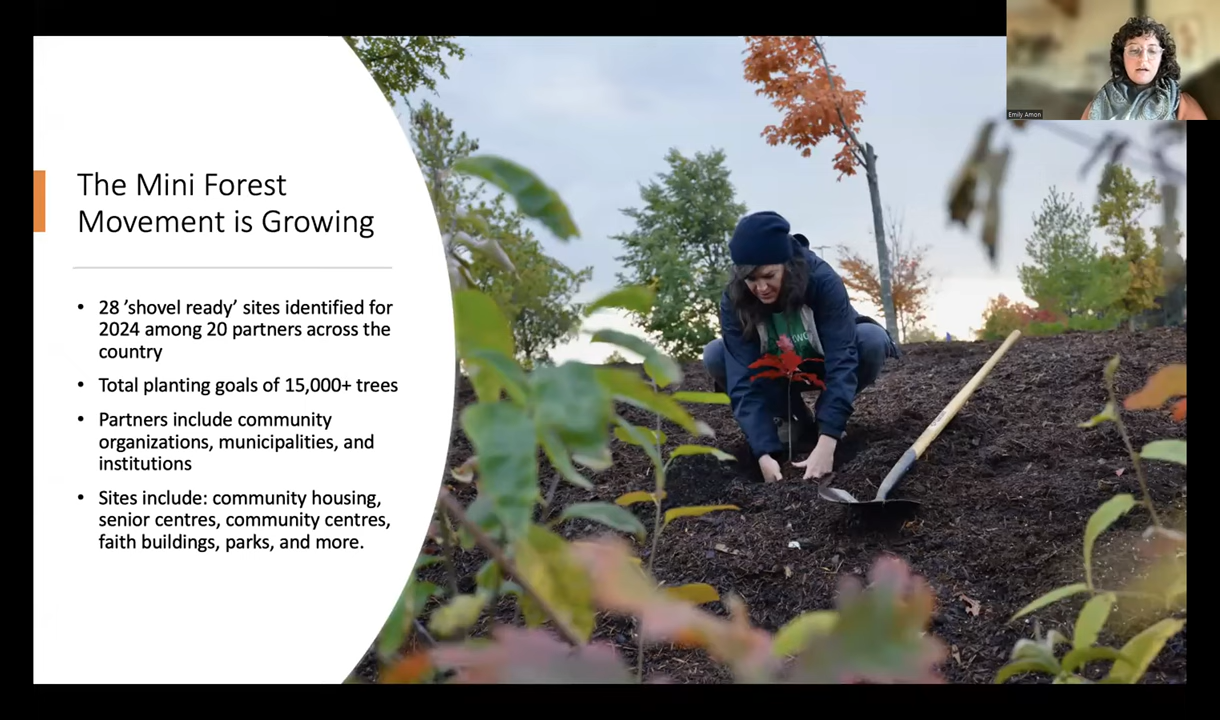 The Mini Forest
Movement is Growing
• 28 ’shovel ready’ sites identified for
2024 among 20 partners across the
country
• Total planting goals of 15,000+ trees
• Partners include community
organizations, municipalities, and
institutions
• Sites include: community housing,
senior centres, community centres,
faith buildings, parks, and more.
Emily Amon